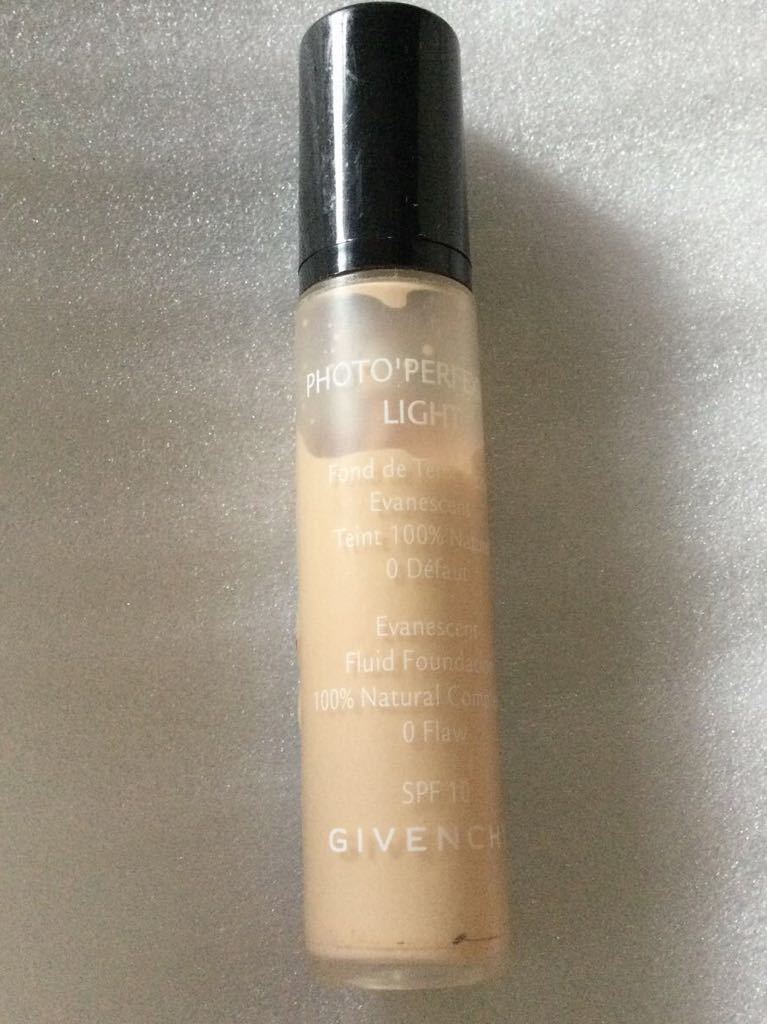 PHOTO'PERFE
LIGHT
Fond de Te
Evanescent
Teint 100% Natu
0 Défaut
Evanescent
Fluid Foundation
100% Natural Comp
0 Flaw
SPF 10
GIVENCH